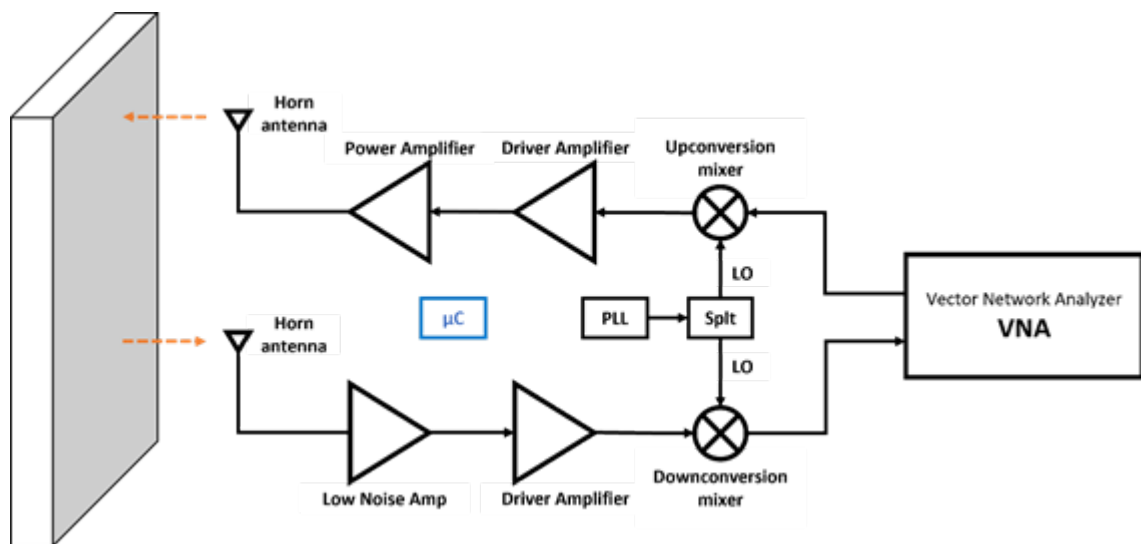 Horn
antenna
Power Amplifier
Driver Amplifier
Upconversion
mixer
LO
Vector Network Analyzer
VNA
µC
PLL
Splt
Horn
antenna
LO
Low Noise Amp
Driver Amplifier
Downconversion
mixer